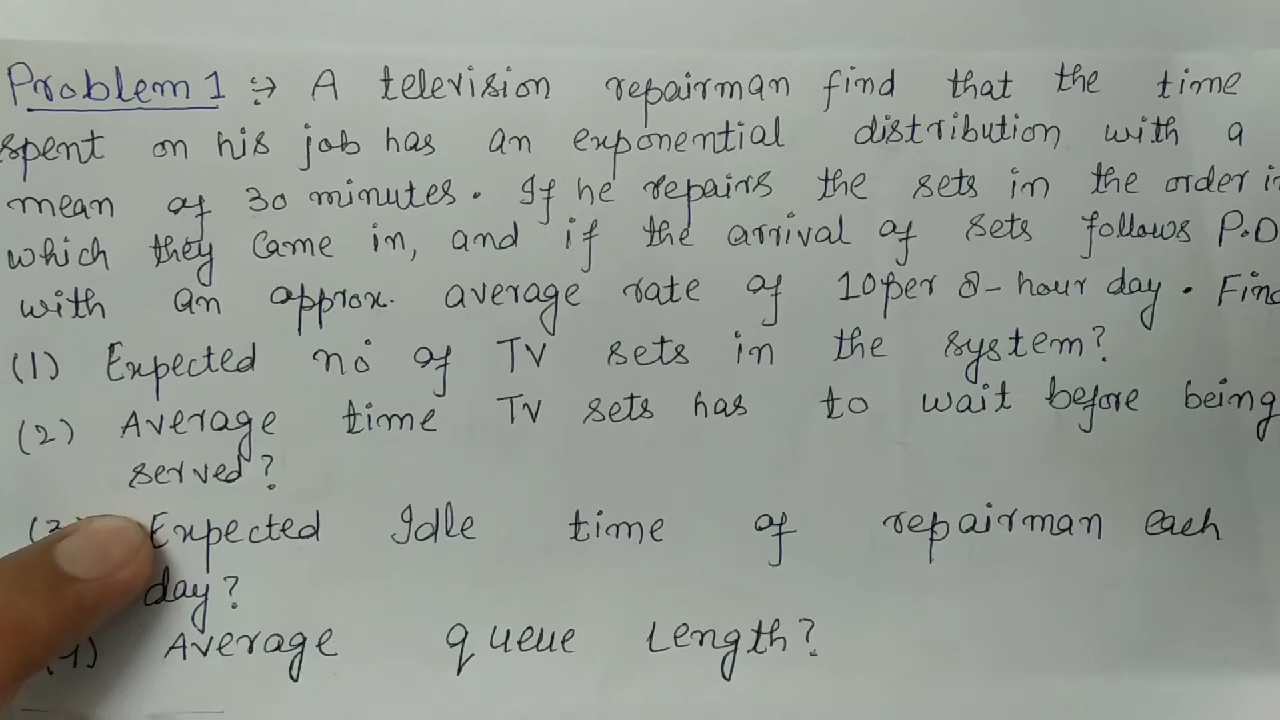 Problem 1 :→ A television repairman find that the time
spent on his job has an exponential distribution with a
mean of 30 minutes. If he repairs the sets in the order i
which they came in, and if the arrival of sets follows P.D
with an approx. average rate of 10 per 8-hour day. Find
(1) Expected no of TV sets in the system?
(2) Average time TV sets has to wait before being
served?
Expected Idle time of repairman each
day?
Average queue Length?